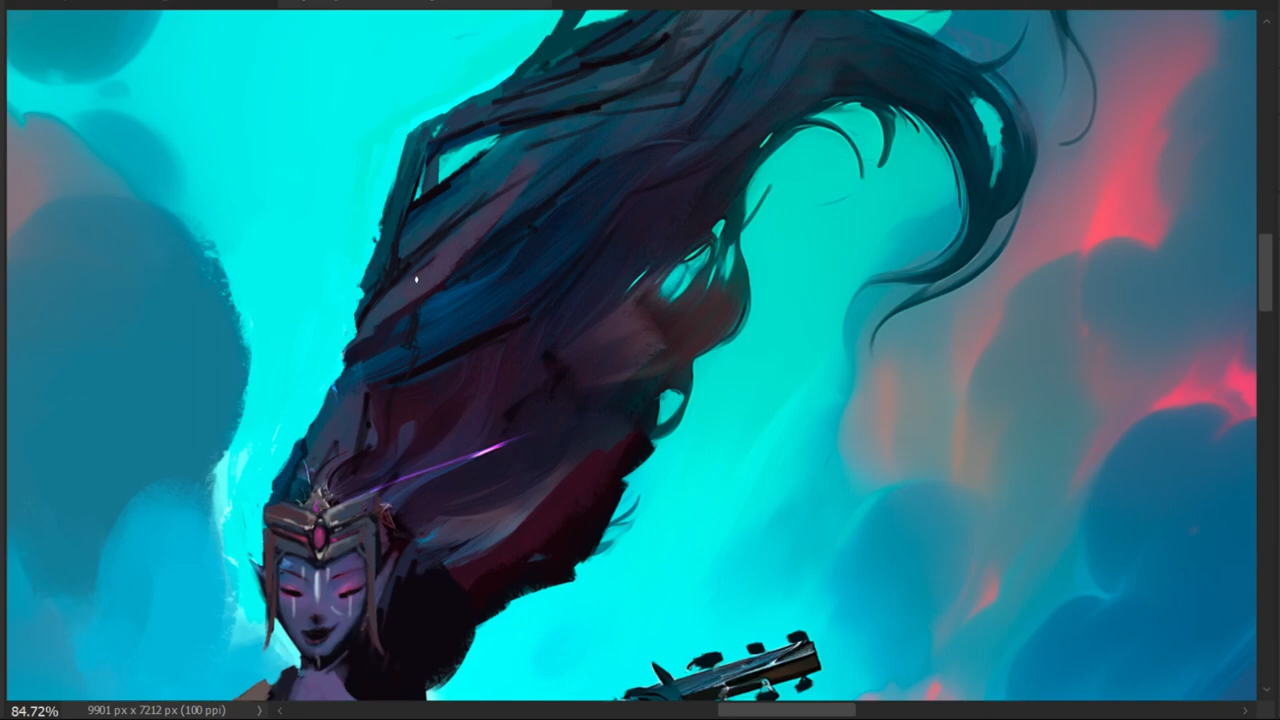 84.72%
9901 px x 7212 px (100 ppi)